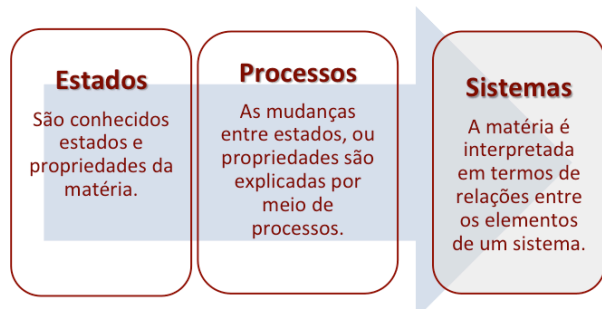 Estados
São conhecidos
estados e
propriedades da
matéria.
Processos
As mudanças
entre estados, ou
propriedades são
explicadas por
meio de
processos.
Sistemas
A matéria é
interpretada
em termos de
relações entre
os elementos
de um sistema.